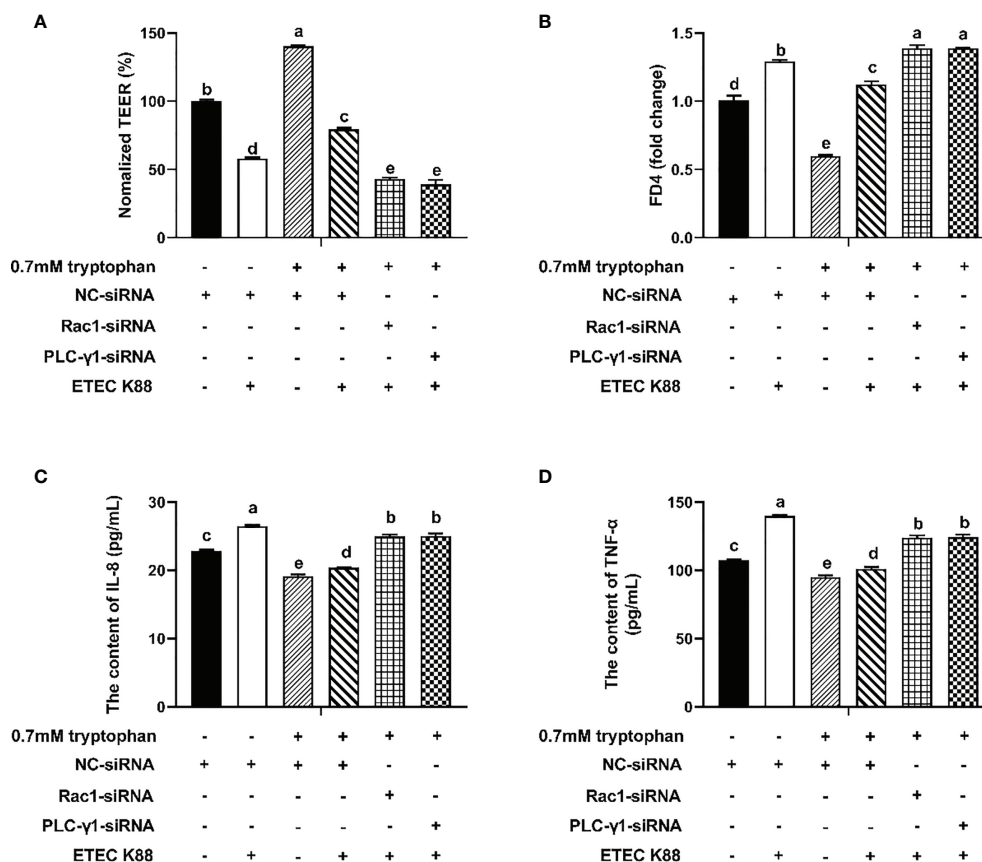 A
Nomalized TEER (%)
150
100
50
0
b
d
a
c
e
e
0.7mM tryptophan - - + + + +
NC-siRNA + + + + - -
Rac1-siRNA - - - - + -
PLC-γ1-siRNA - - - - - +
ETEC K88 - + - + + +
B
FD4 (fold change)
1.5
1.0
0.5
0.0
d
b
e
c
a
a
0.7mM tryptophan - - + + + +
NC-siRNA + + + + - -
Rac1-siRNA - - - - + -
PLC-γ1-siRNA - - - - - +
ETEC K88 - + - + + +
C
The content of IL-8 (pg/mL)
30
20
10
0
c
a
e
d
b
b
0.7mM tryptophan - - + + + +
NC-siRNA + + + + - -
Rac1-siRNA - - - - + -
PLC-γ1-siRNA - - - - - +
ETEC K88 - + - + + +
D
The content of TNF-α
(pg/mL)
150
100
50
0
c
a
e
d
b
b
0.7mM tryptophan - - + + + +
NC-siRNA + + + + - -
Rac1-siRNA - - - - + -
PLC-γ1-siRNA - - - - - +
ETEC K88 - + - + + +